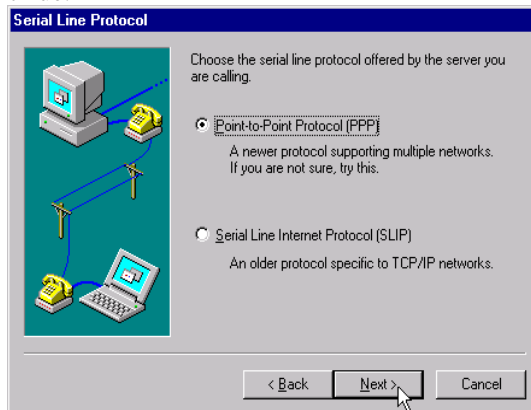 Serial Line Protocol
Choose the serial line protocol offered by the server you
are calling.
Point-to-Point Protocol (PPP)
A newer protocol supporting multiple networks.
If you are not sure, try this.
Serial Line Internet Protocol (SLIP)
An older protocol specific to TCP/IP networks.
< Back
Next >
Cancel